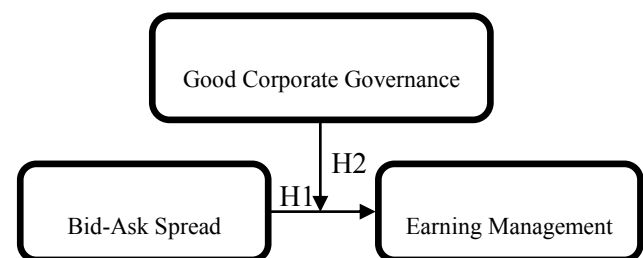 Good Corporate Governance
H2
H1
Bid-Ask Spread
Earning Management